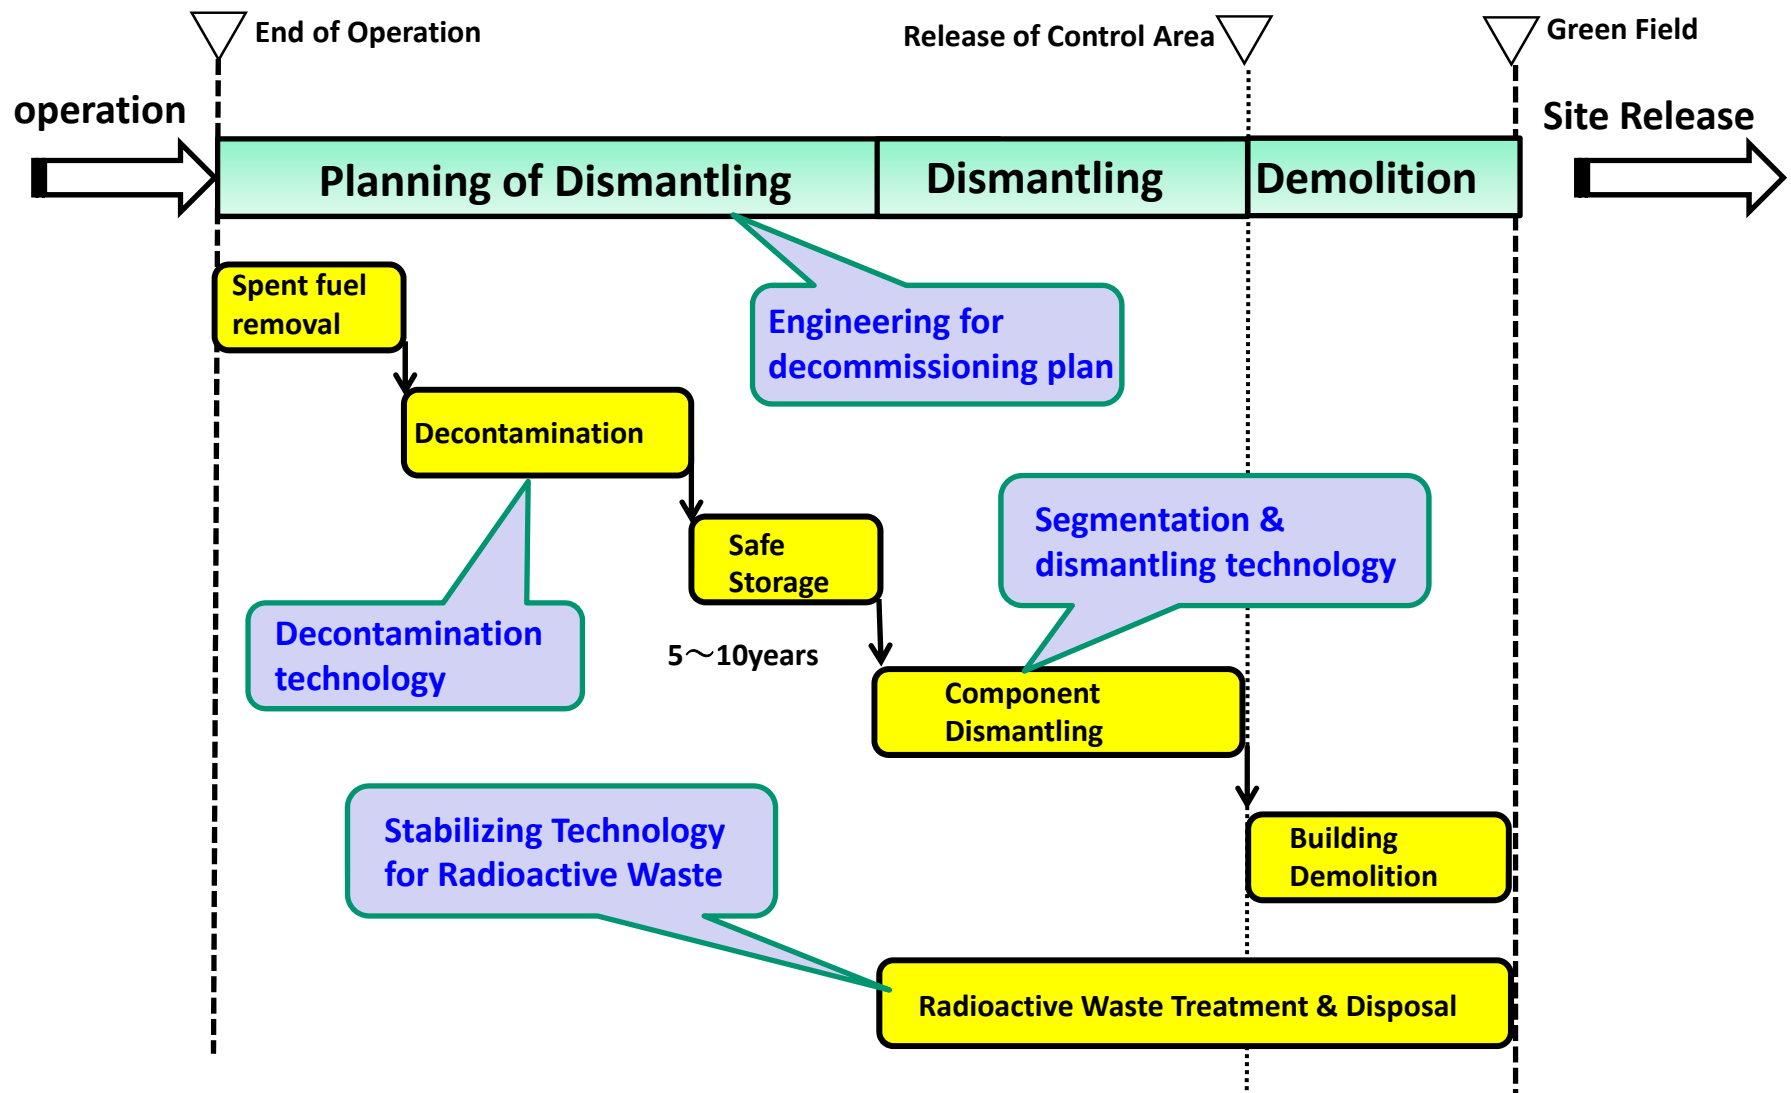 End of Operation
Release of Control Area
Green Field
operation
Site Release
Planning of Dismantling
Dismantling
Demolition
Spent fuel
removal
Engineering for
decommissioning plan
Decontamination
Segmentation &
dismantling technology
Safe
Storage
Decontamination
technology
5～10years
Component
Dismantling
Stabilizing Technology
for Radioactive Waste
Building
Demolition
Radioactive Waste Treatment & Disposal